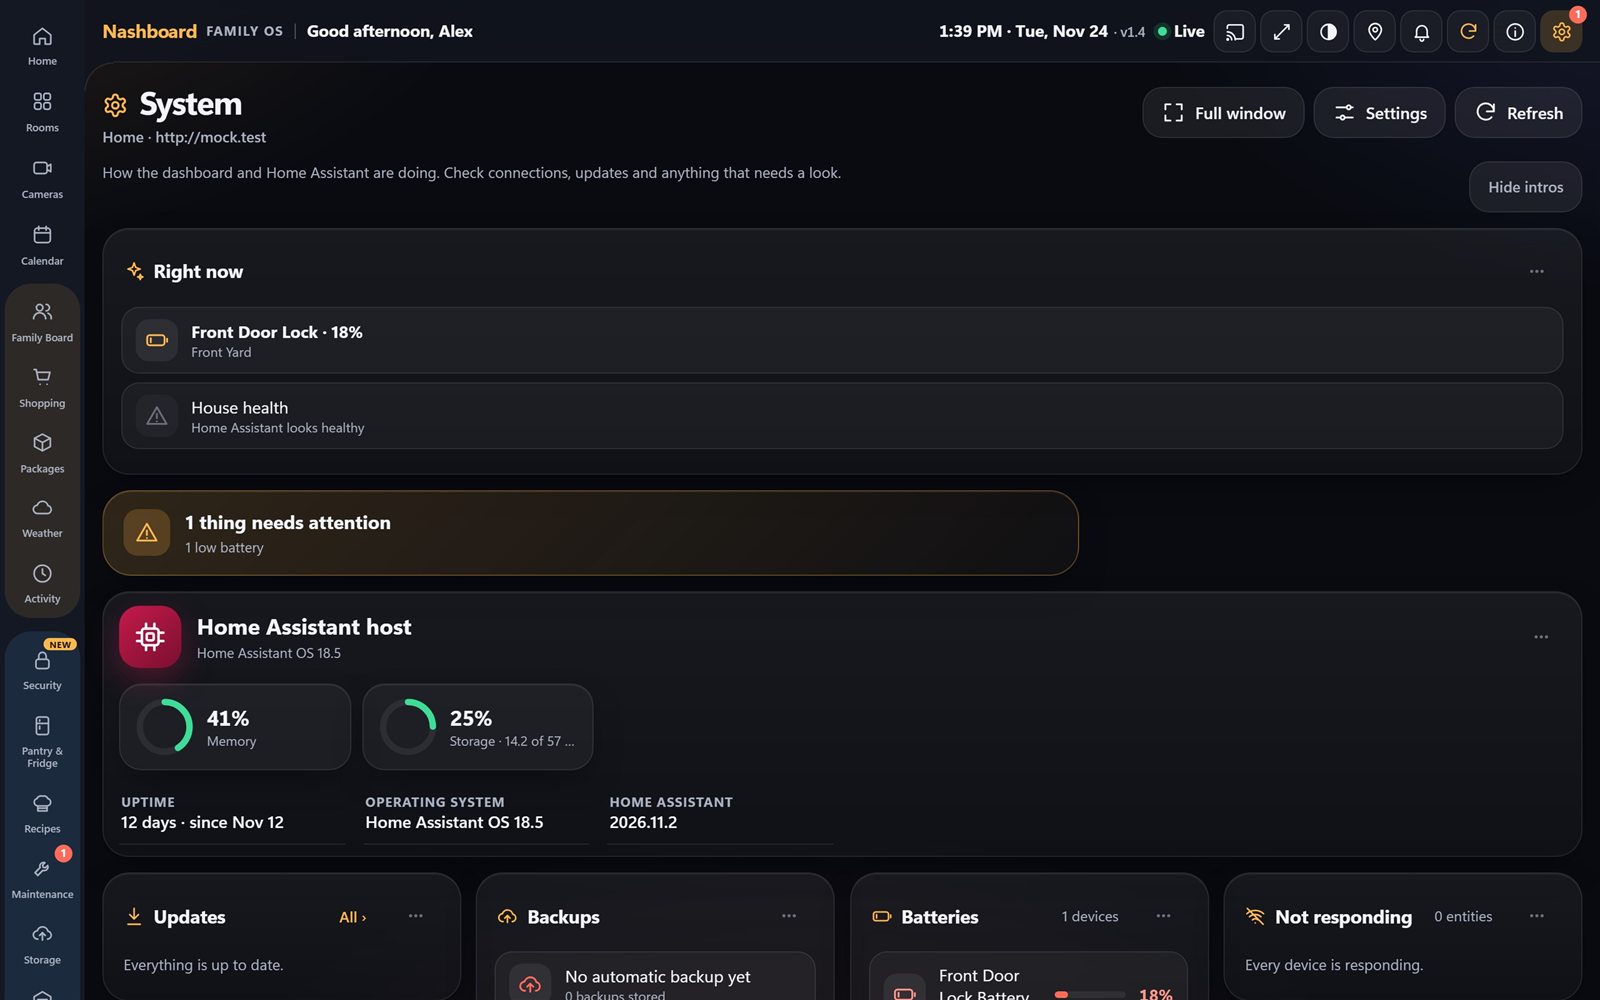 Nashboard FAMILY OS Good afternoon, Alex
1:39 PM · Tue, Nov 24 · v1.4 Live
1
Home
Rooms
Cameras
Calendar
Family Board
Shopping
Packages
Weather
Activity
NEW
Security
Pantry &
Fridge
Recipes
1
Maintenance
Storage
System
Home · http://mock.test
Full window
Settings
Refresh
How the dashboard and Home Assistant are doing. Check connections, updates and anything that needs a look.
Hide intros
Right now
Front Door Lock · 18%
Front Yard
House health
Home Assistant looks healthy
1 thing needs attention
1 low battery
Home Assistant host
Home Assistant OS 18.5
41%
Memory
25%
Storage · 14.2 of 57 ...
UPTIME
12 days · since Nov 12
OPERATING SYSTEM
Home Assistant OS 18.5
HOME ASSISTANT
2026.11.2
Updates
All ›
Everything is up to date.
Backups
No automatic backup yet
0 backups stored
Batteries
1 devices
Front Door
Lock Battery
18%
Not responding
0 entities
Every device is responding.